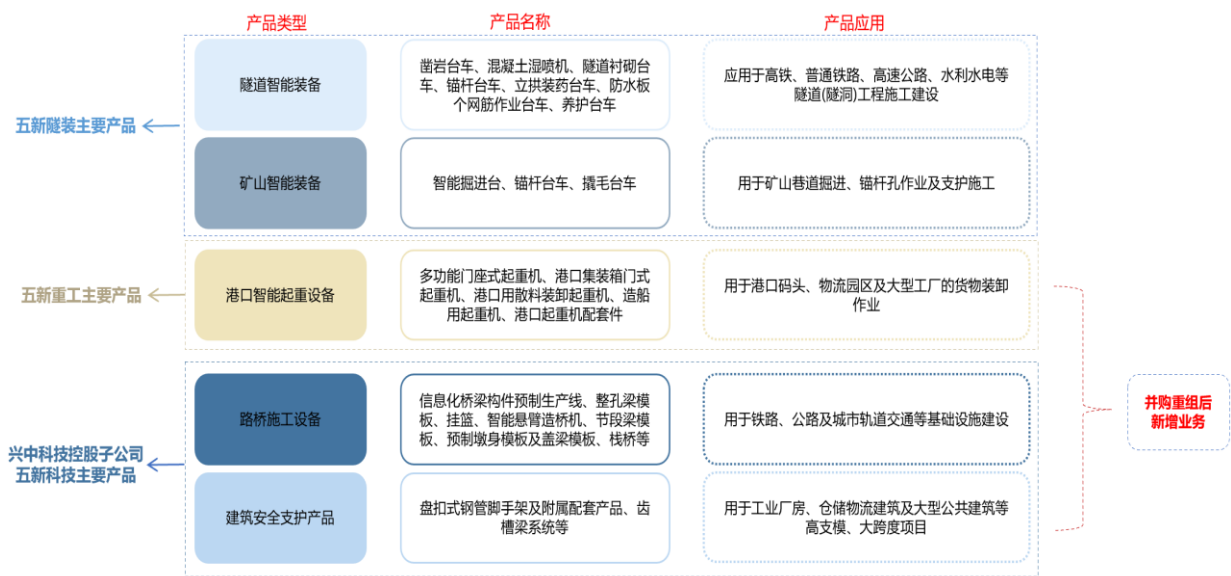 产品类型
产品名称
产品应用
五新隧装主要产品
隧道智能装备
凿岩台车、混凝土湿喷机、隧道衬砌台
车、锚杆台车、立拱装药台车、防水板
个网筋作业台车、养护台车
应用于高铁、普通铁路、高速公路、水利水电等
隧道(隧洞)工程施工建设
矿山智能装备
智能掘进台、锚杆台车、撬毛台车
用于矿山巷道掘进、锚杆孔作业及支护施工
五新重工主要产品
港口智能起重设备
多功能门座式起重机、港口集装箱门式
起重机、港口用散料装卸起重机、造船
用起重机、港口起重机配套件
用于港口码头、物流园区及大型工厂的货物装卸
作业
兴中科技控股子公司
五新科技主要产品
路桥施工设备
信息化桥梁构件预制生产线、整孔梁模
板、挂篮、智能悬臂造桥机、节段梁模
板、预制墩身模板及盖梁模板、栈桥等
用于铁路、公路及城市轨道交通等基础设施建设
建筑安全支护产品
盘扣式钢管脚手架及附属配套产品、齿
槽梁系统等
用于工业厂房、仓储物流建筑及大型公共建筑等
高支模、大跨度项目
并购重组后
新增业务